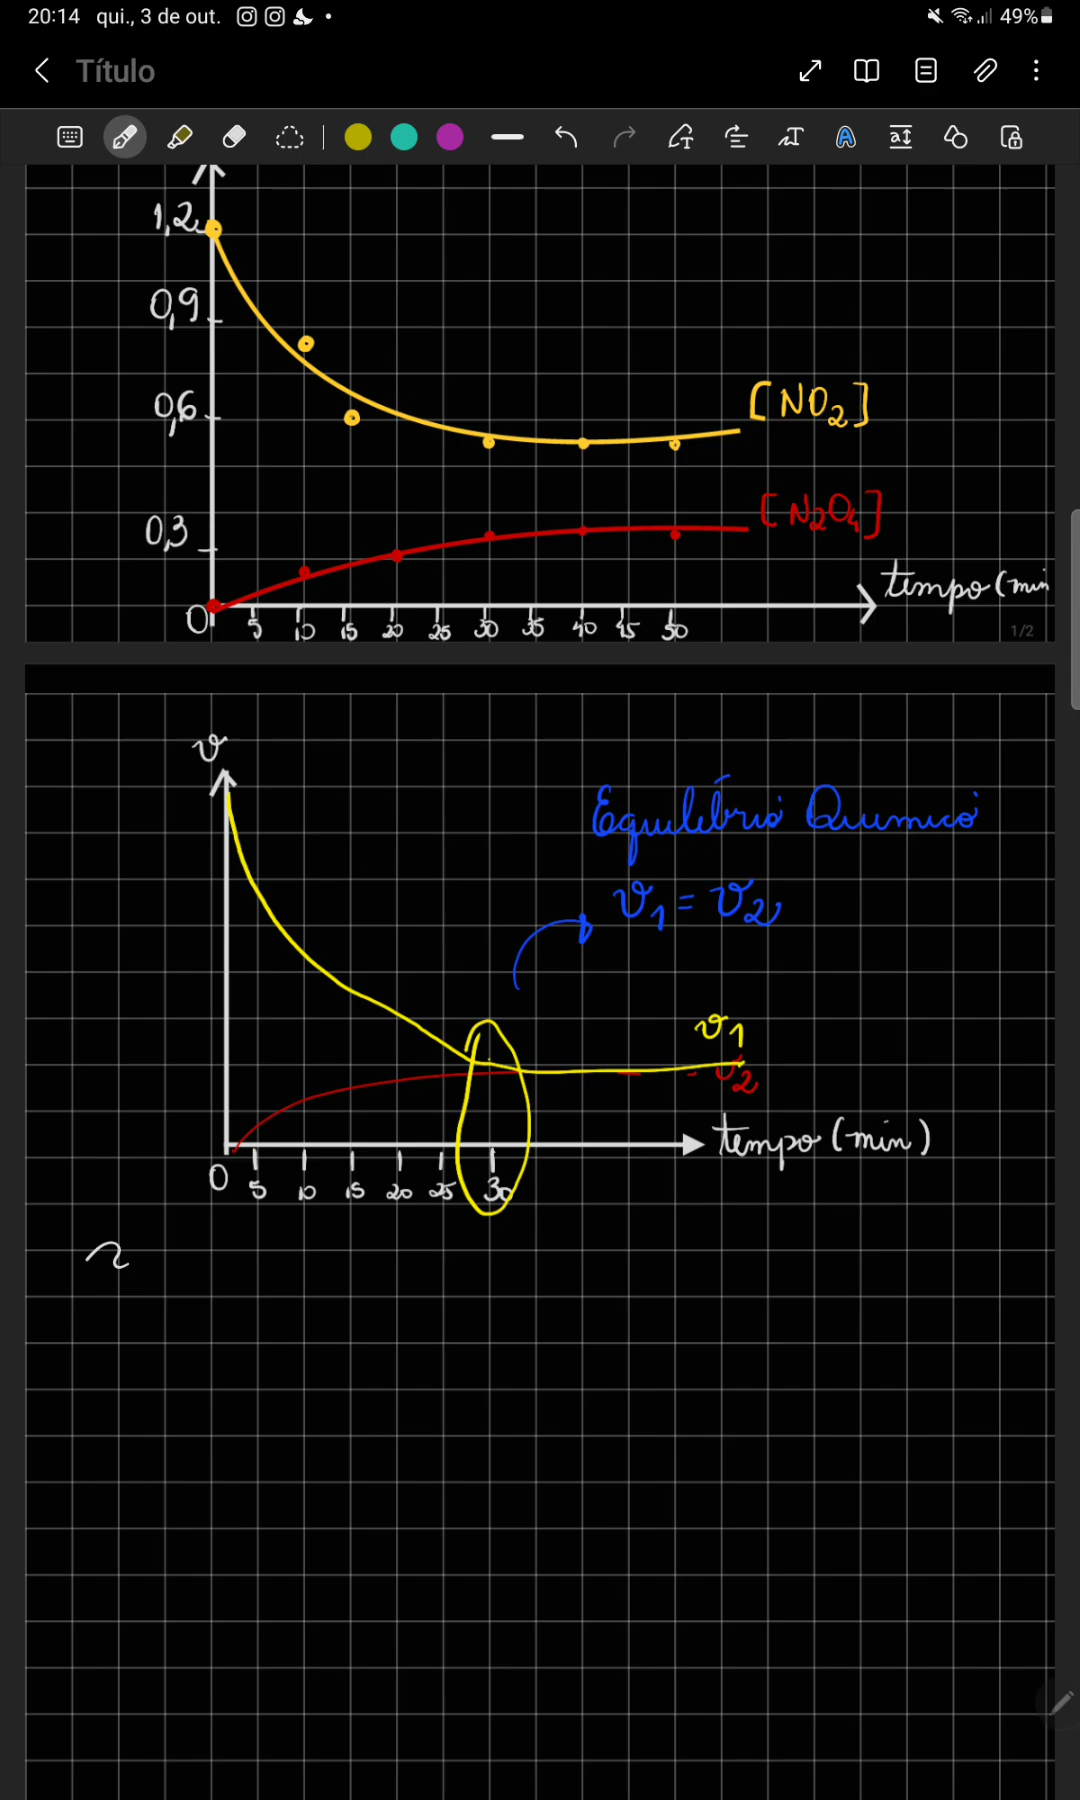 20:14 qui., 3 de out. 49%
Título
1,2
0,9
0,6
[NO2]
0,3
[N2O4]
tempo (min
0 5 10 15 20 25 30 35 40 45 50
1/2
v
Equilíbrio Quimico
v1 = v2
v1
v2
tempo (min)
0 5 10 15 20 25 30